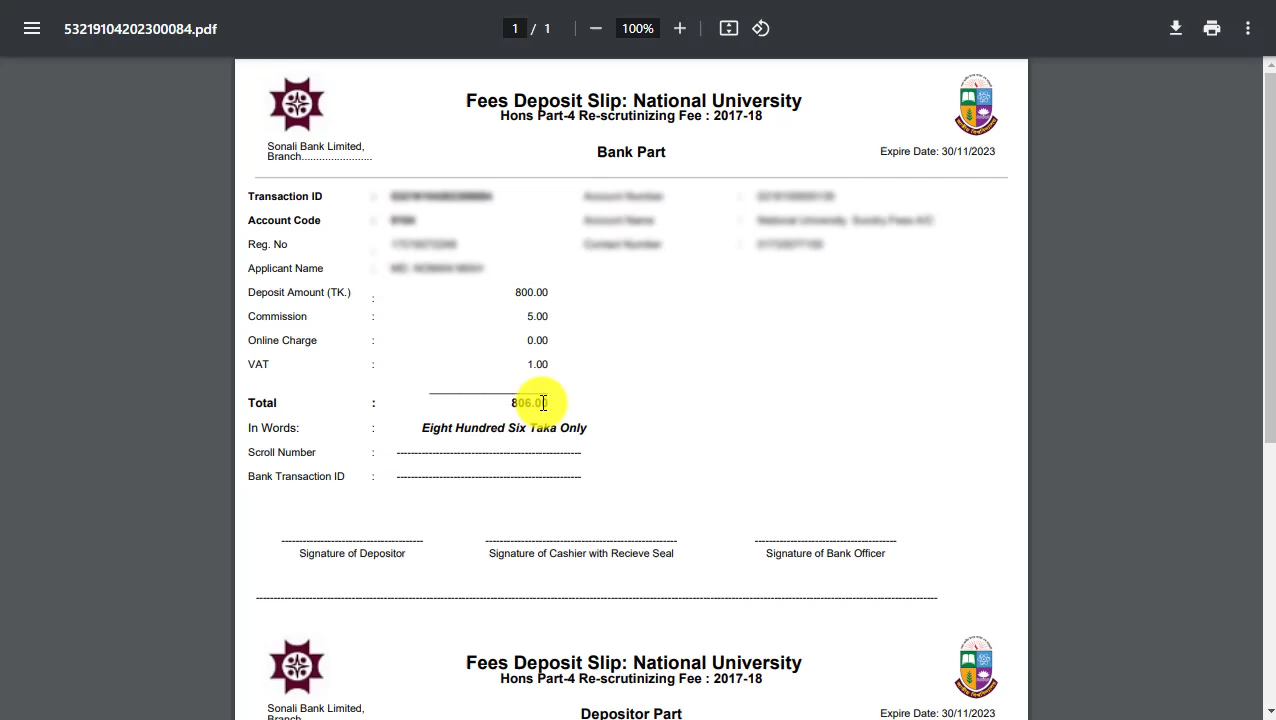 53219104202300084.pdf
1 / 1
100%
Fees Deposit Slip: National University
Hons Part-4 Re-scrutinizing Fee : 2017-18
Sonali Bank Limited,
Branch........................
Bank Part
Expire Date: 30/11/2023
Transaction ID :
Account Code :
Reg. No
Applicant Name :
Deposit Amount (TK.) : 800.00
Commission : 5.00
Online Charge : 0.00
VAT : 1.00
Total : 806.00
In Words: : Eight Hundred Six Taka Only
Scroll Number : ----------------------------------------------------
Bank Transaction ID : ----------------------------------------------------
Signature of Depositor Signature of Cashier with Recieve Seal Signature of Bank Officer
Fees Deposit Slip: National University
Hons Part-4 Re-scrutinizing Fee : 2017-18
Sonali Bank Limited,
Branch
Depositor Part
Expire Date: 30/11/2023